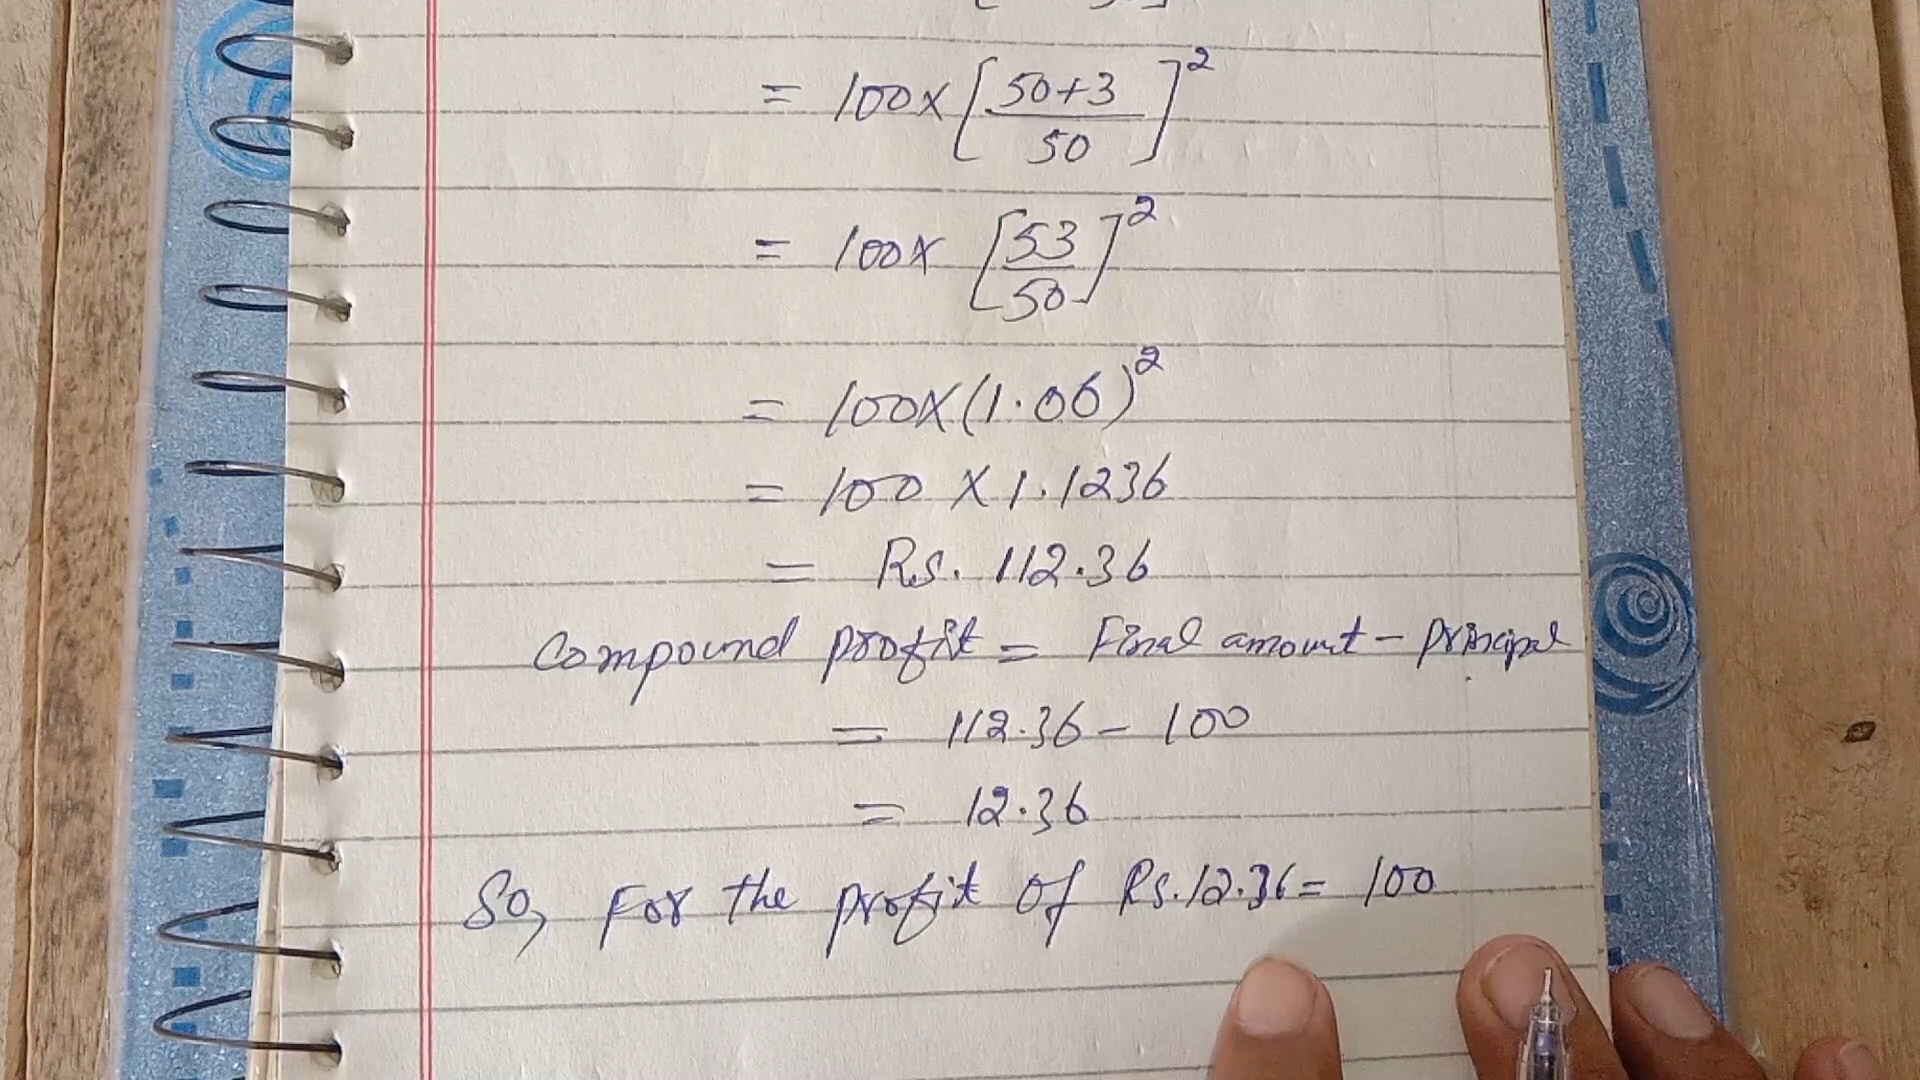 = 100x [50+3/50]²
= 100x [53/50]²
= 100x(1.06)²
= 100 x 1.1236
= Rs. 112.36
Compound profit = Final amount - principal
= 112.36 - 100
= 12.36
So, For the profit of Rs.12.36 = 100